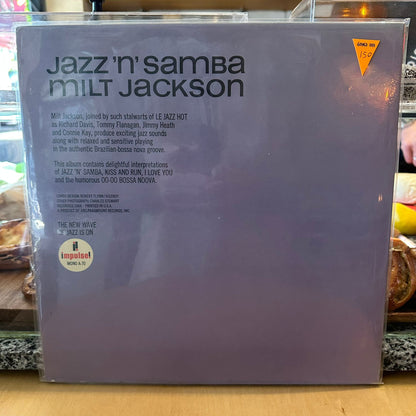 Jazz 'n' Samba
Milt Jackson
Milt Jackson, joined by such stalwarts of LE JAZZ HOT
as Richard Davis, Tommy Flanagan, Jimmy Heath
and Connie Kay, produce exciting jazz sounds
along with relaxed and sensitive playing
in the authentic Brazilian-bossa nova groove.
This album contains delightful interpretations
of JAZZ 'N' SAMBA, KISS AND RUN, I LOVE YOU
and the humorous OO-OO BOSSA NOOVA.
THE NEW WAVE
JAZZ IS ON
impulse!
MONO A-70
150